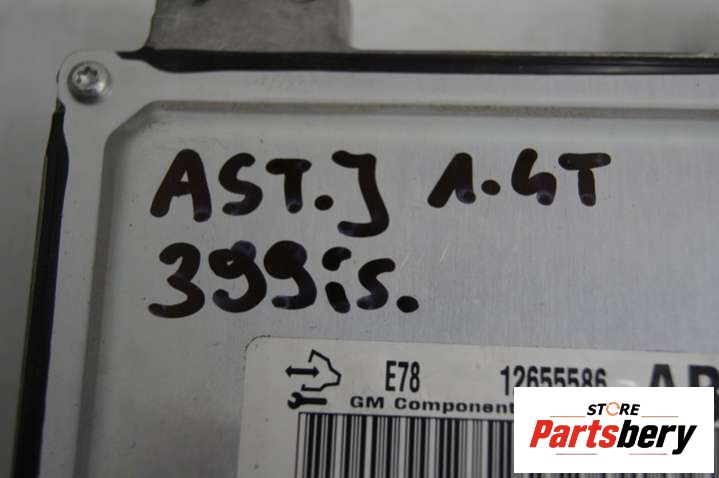 AST.J 1.4T
399is.
E78 12655586
GM Component
STORE
Partsbery